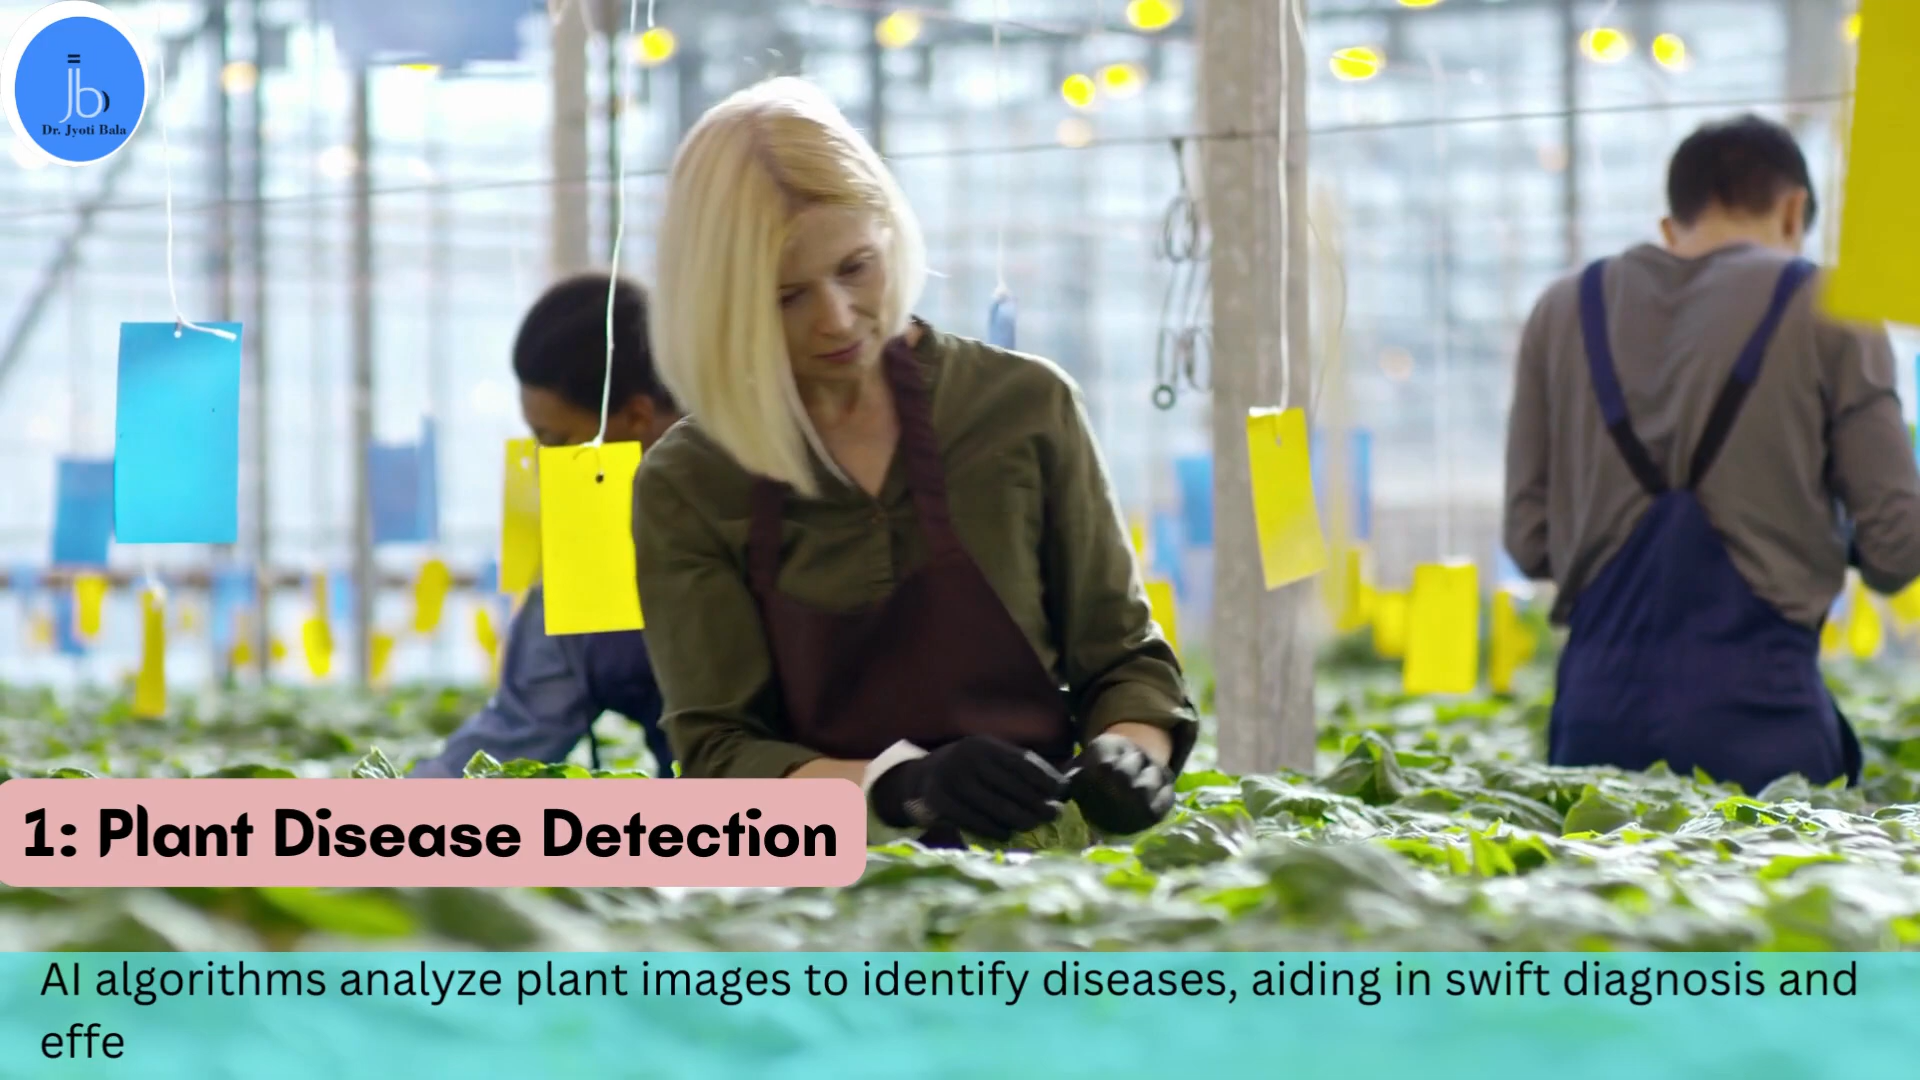 jb
Dr. Jyoti Bala
1: Plant Disease Detection
AI algorithms analyze plant images to identify diseases, aiding in swift diagnosis and
effe